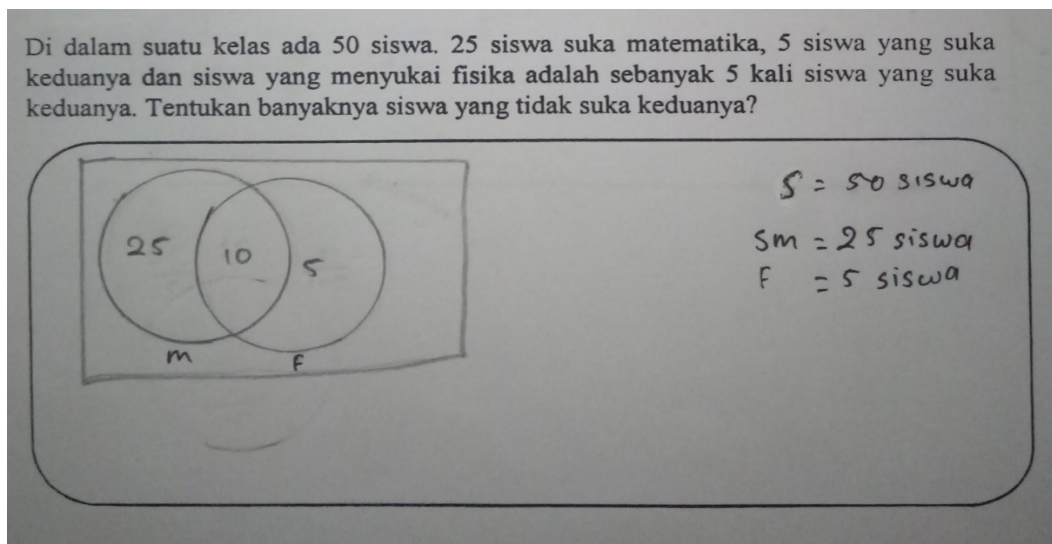 Di dalam suatu kelas ada 50 siswa. 25 siswa suka matematika, 5 siswa yang suka
keduanya dan siswa yang menyukai fisika adalah sebanyak 5 kali siswa yang suka
keduanya. Tentukan banyaknya siswa yang tidak suka keduanya?
S = 50 siswa
Sm = 25 siswa
F = 5 siswa
25 10 5
m F